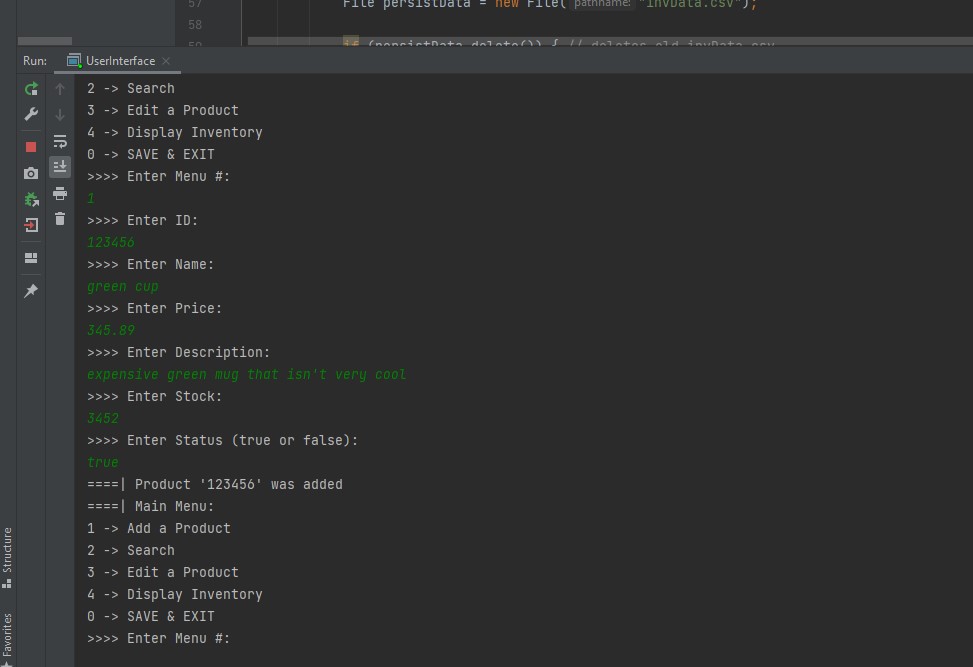 57 File persistData = new File( pathname: "invData.csv");
58
59 if (persistData.delete()) { // deletes old invData.csv
Run: UserInterface ×
2 -> Search
3 -> Edit a Product
4 -> Display Inventory
0 -> SAVE & EXIT
>>>> Enter Menu #:
1
>>>> Enter ID:
123456
>>>> Enter Name:
green cup
>>>> Enter Price:
345.89
>>>> Enter Description:
expensive green mug that isn't very cool
>>>> Enter Stock:
3452
>>>> Enter Status (true or false):
true
====| Product '123456' was added
====| Main Menu:
1 -> Add a Product
2 -> Search
3 -> Edit a Product
4 -> Display Inventory
0 -> SAVE & EXIT
>>>> Enter Menu #:
Structure
Favorites